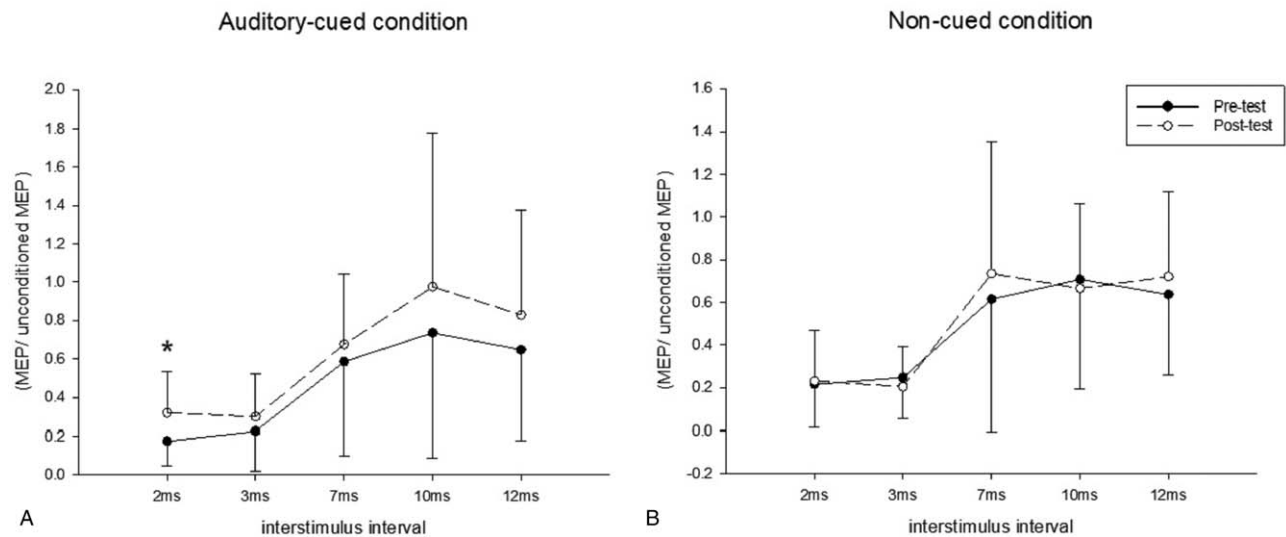 Auditory-cued condition
(MEP/ unconditioned MEP)
2.0
1.8
1.6
1.4
1.2
1.0
0.8
0.6
0.4
0.2
0.0
*
2ms 3ms 7ms 10ms 12ms
interstimulus interval
A
Non-cued condition
(MEP/ unconditioned MEP)
1.6
1.4
1.2
1.0
0.8
0.6
0.4
0.2
0.0
-0.2
Pre-test
Post-test
2ms 3ms 7ms 10ms 12ms
interstimulus interval
B